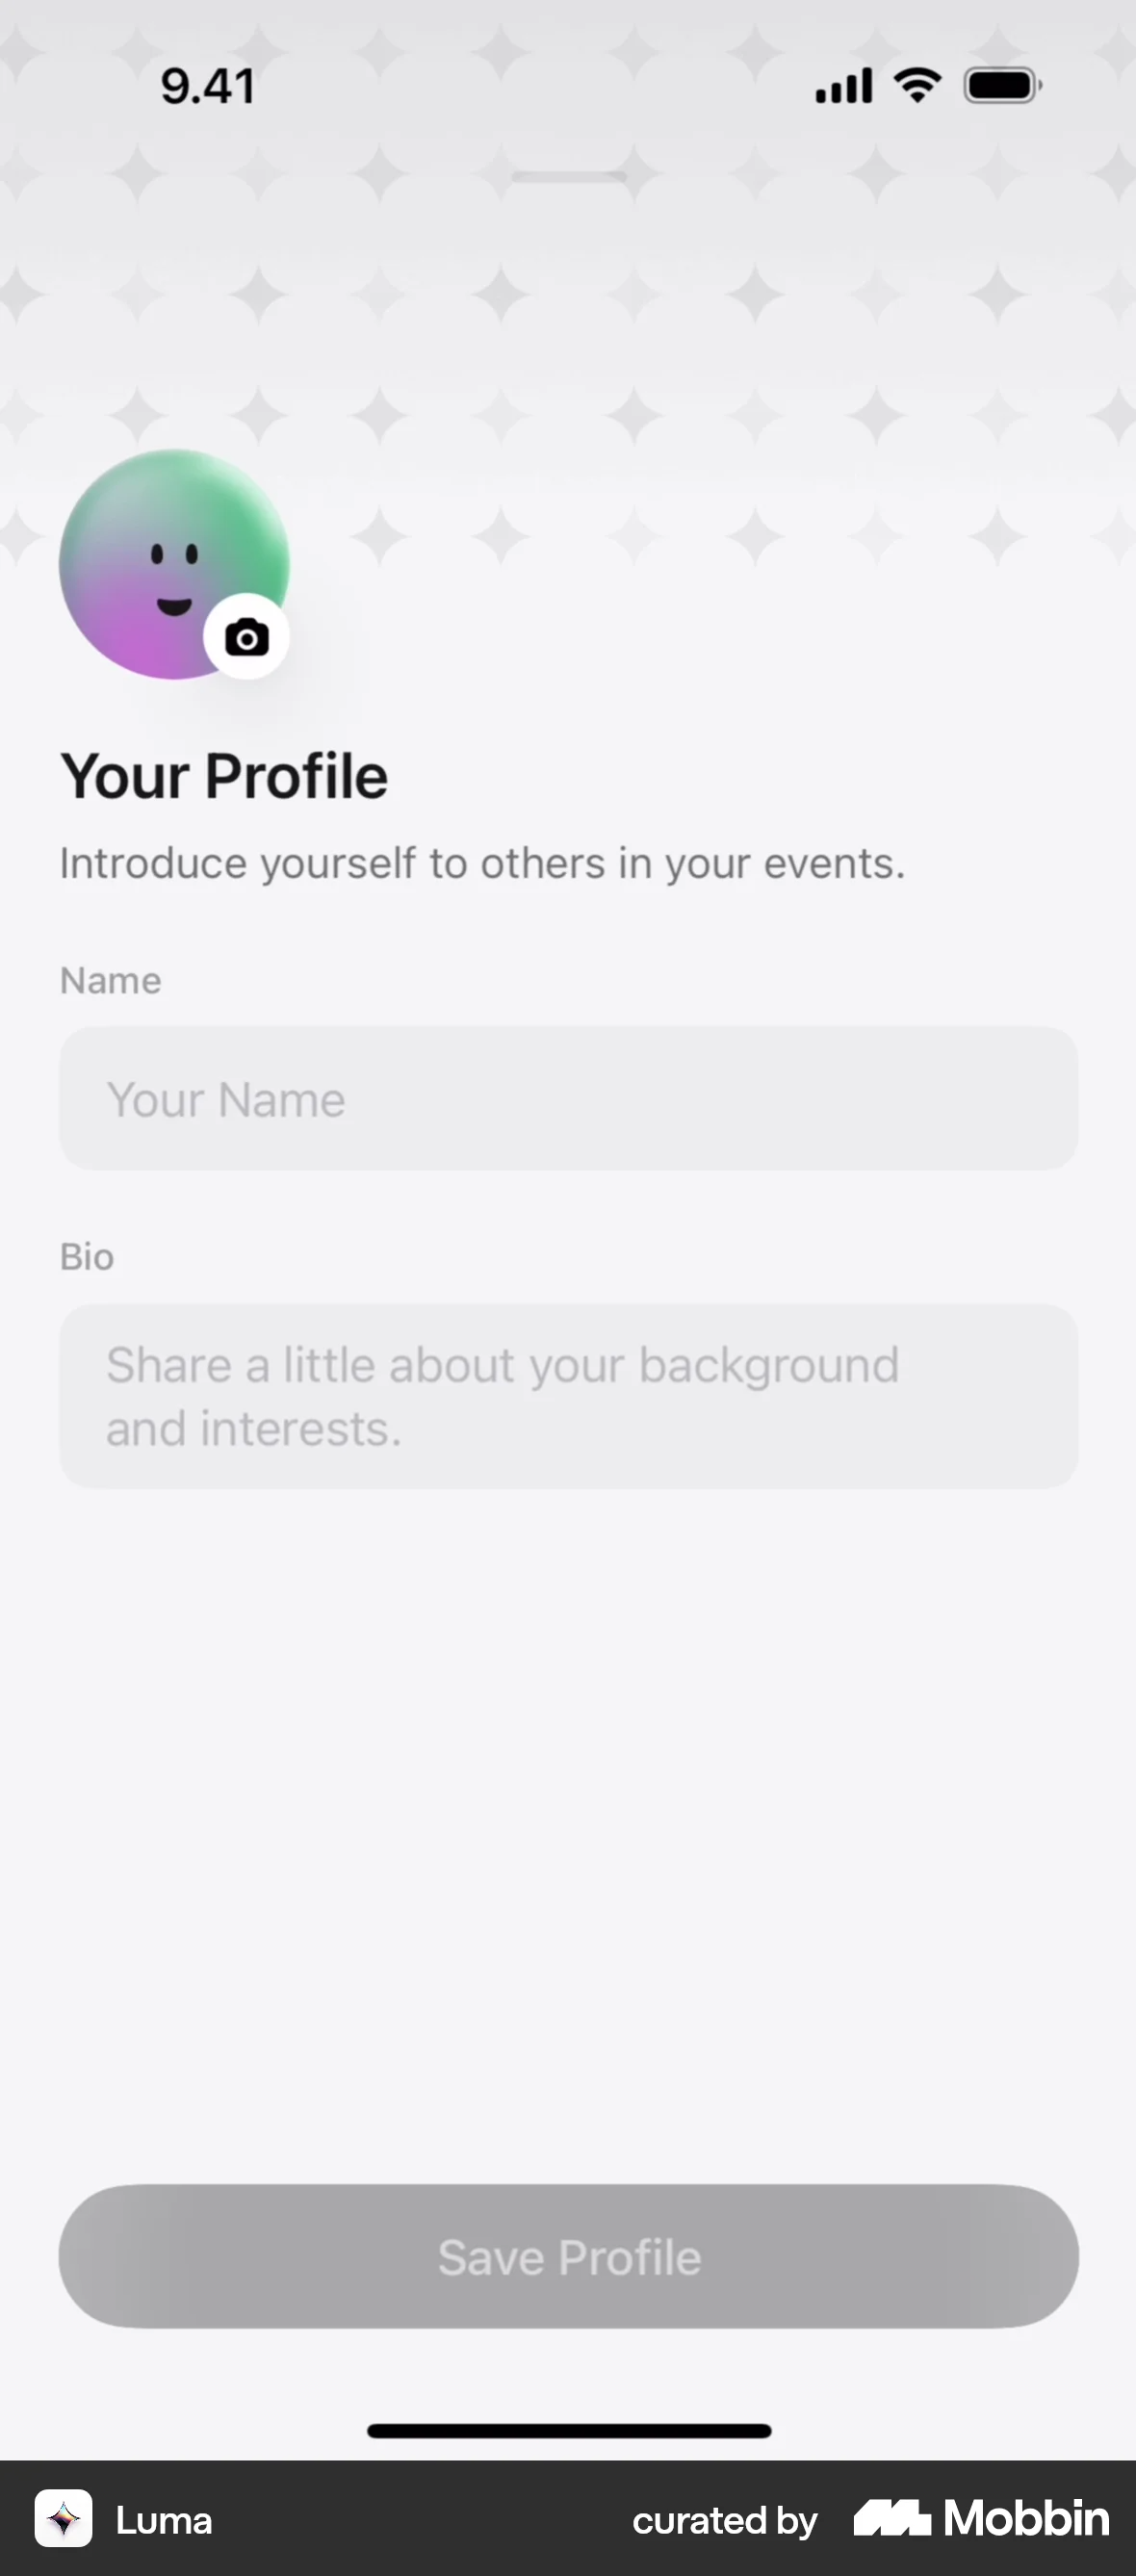 9.41
Your Profile
Introduce yourself to others in your events.
Name
Your Name
Bio
Share a little about your background
and interests.
Save Profile
Luma
curated by Mobbin